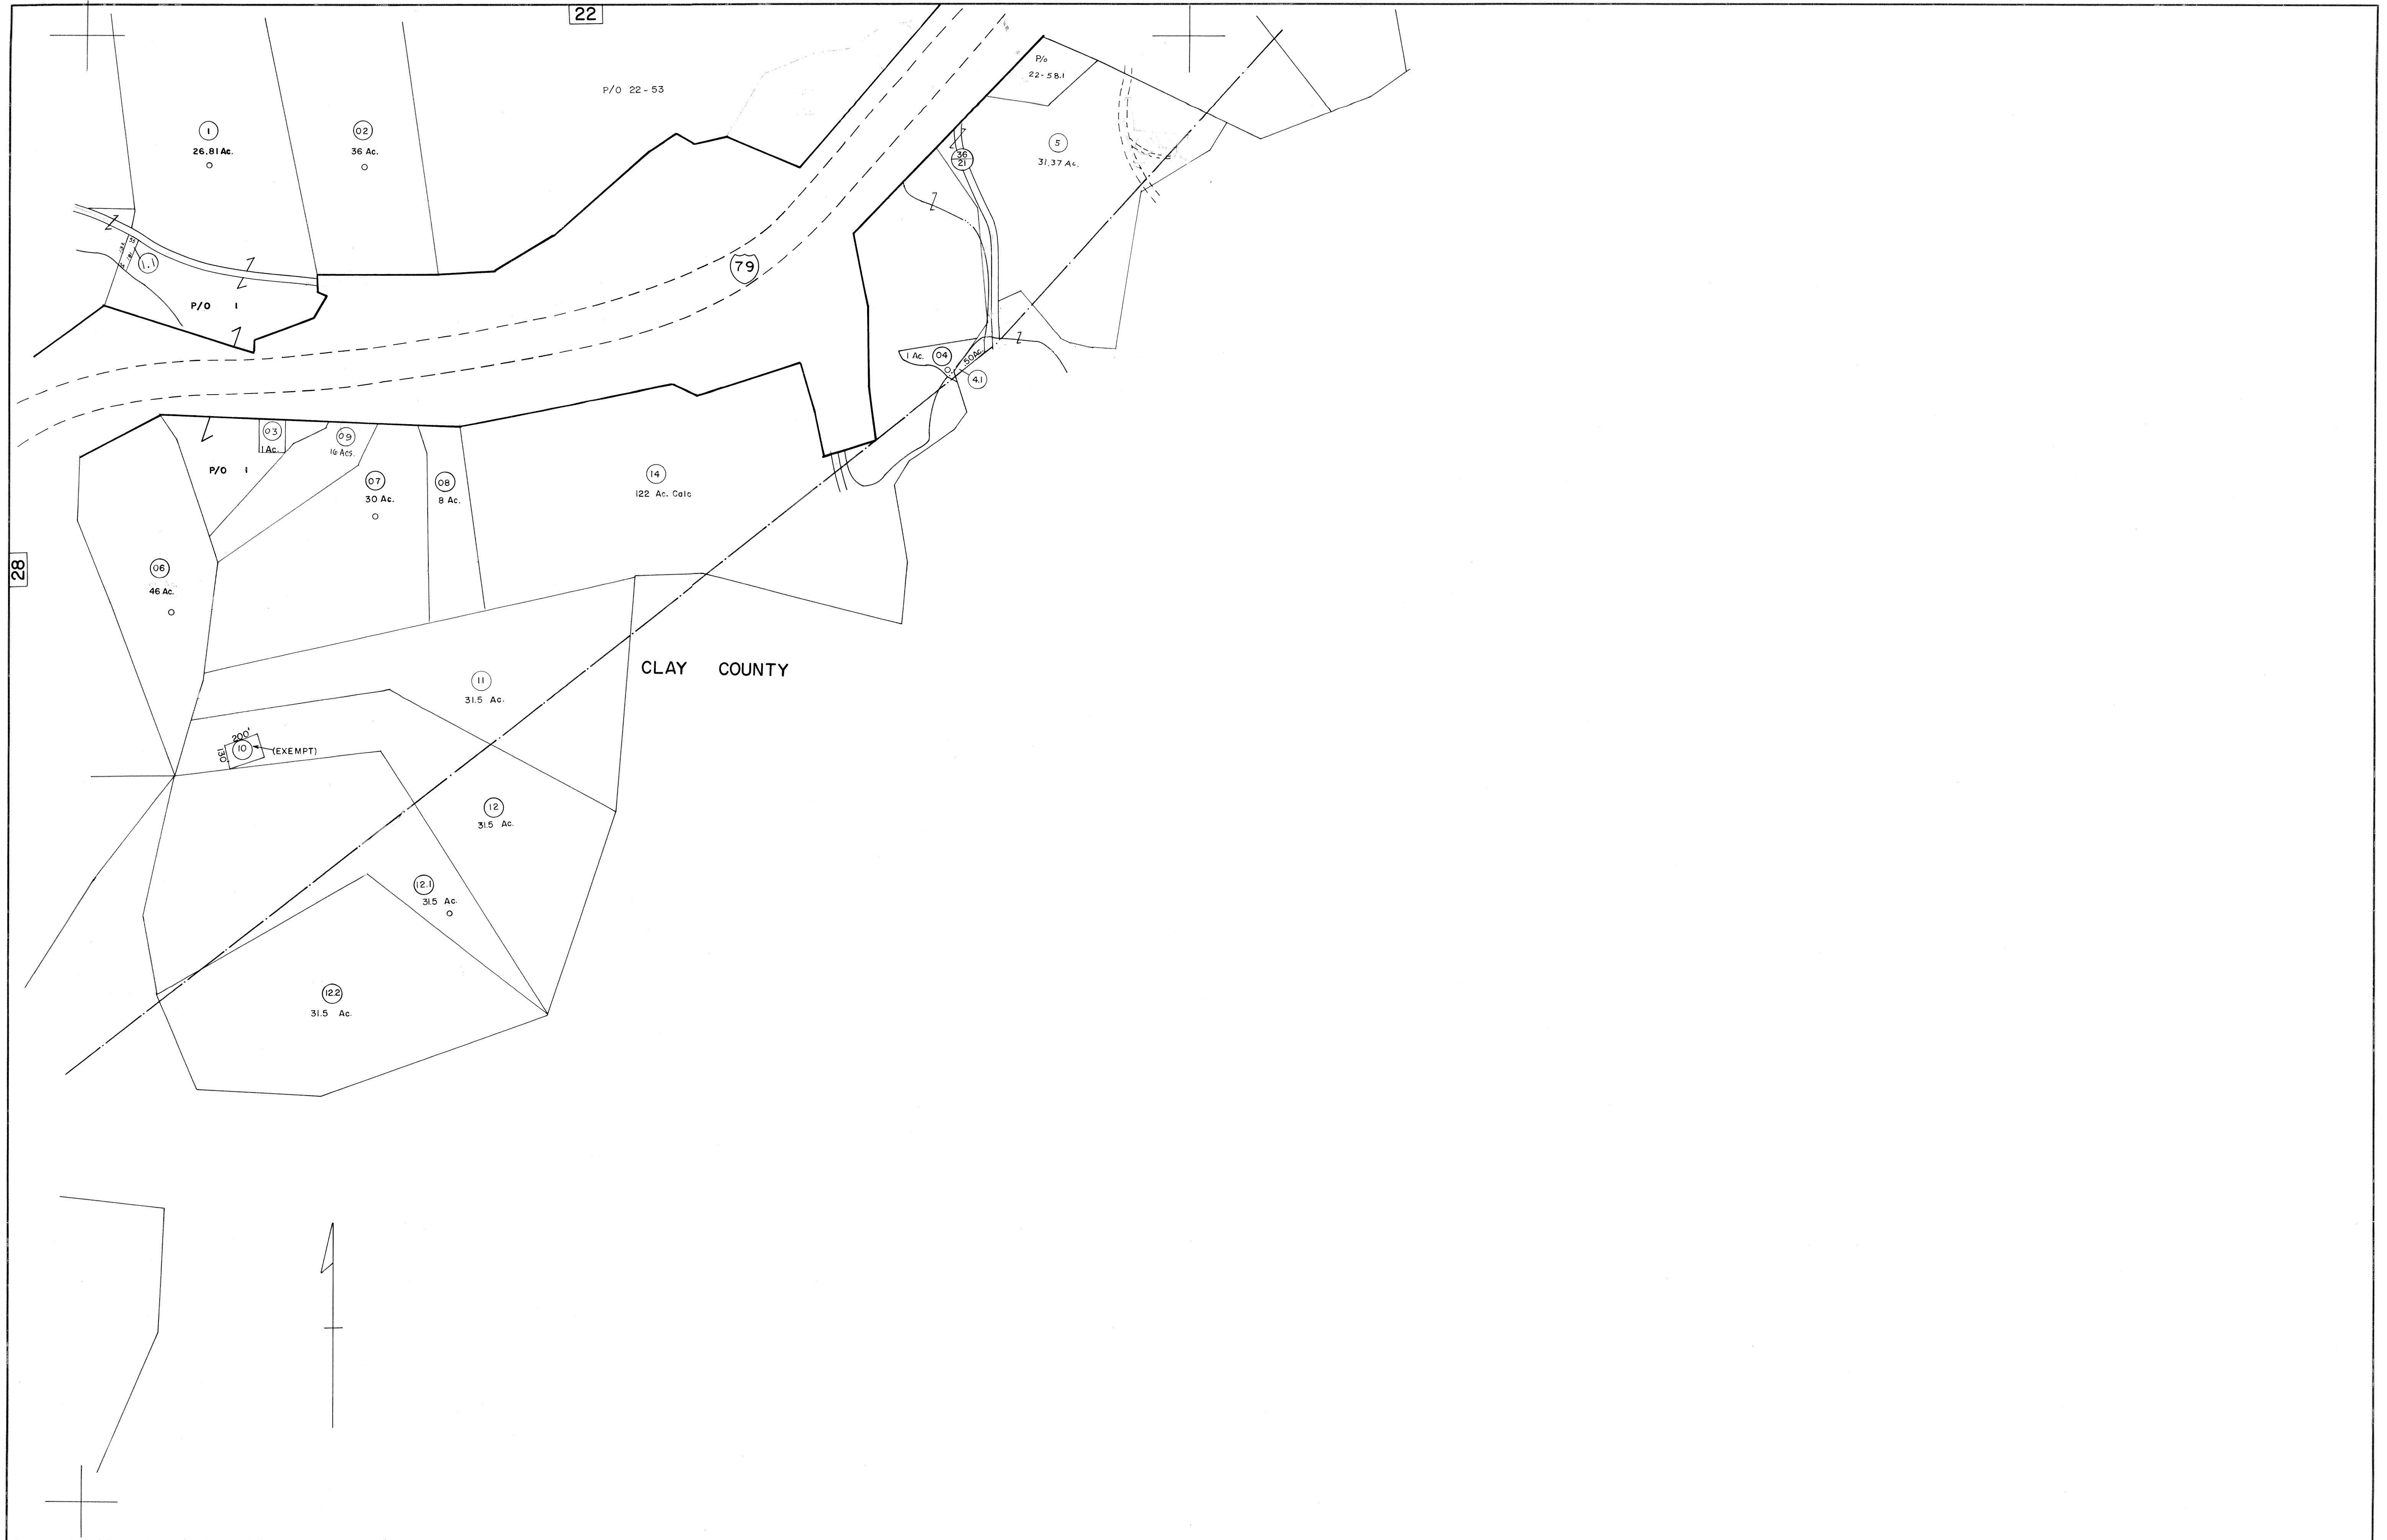 22
P/O 22-53
P/o
22-58.1
1
26.81 Ac.
02
36 Ac.
36
21
5
31.37 Ac.
1.1
P/O 1
79
1 Ac.
04
.50 Ac.
4.1
03
1 Ac.
09
16 Acs.
P/O 1
07
30 Ac.
08
8 Ac.
14
122 Ac. Calc
28
06
46 Ac.
CLAY COUNTY
11
31.5 Ac.
200'
130'
10
(EXEMPT)
12
31.5 Ac.
12.1
31.5 Ac.
12.2
31.5 Ac.